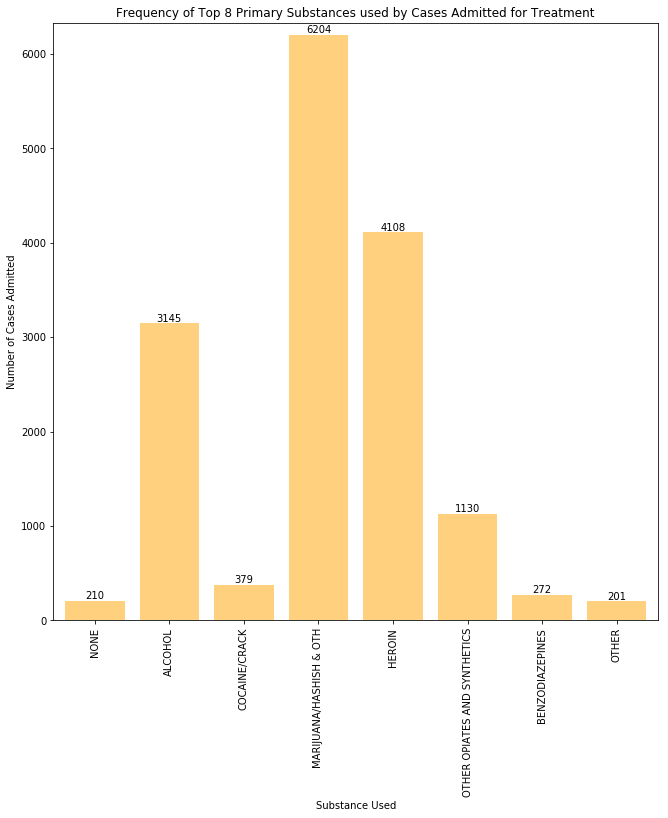 Frequency of Top 8 Primary Substances used by Cases Admitted for Treatment
Number of Cases Admitted
6000
5000
4000
3000
2000
1000
0
210
3145
379
6204
4108
1130
272
201
NONE
ALCOHOL
COCAINE/CRACK
MARIJUANA/HASHISH & OTH
HEROIN
OTHER OPIATES AND SYNTHETICS
BENZODIAZEPINES
OTHER
Substance Used